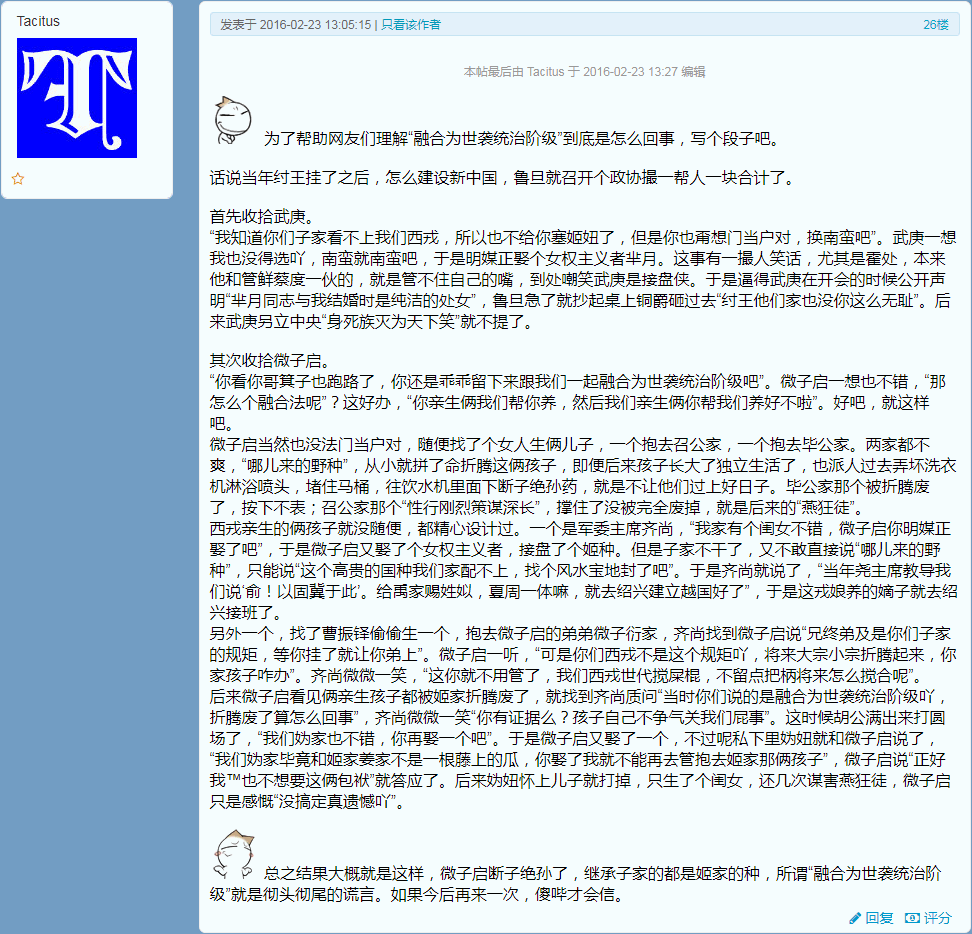 Tacitus
发表于 2016-02-23 13:05:15 | 只看该作者
26楼
本帖最后由 Tacitus 于 2016-02-23 13:27 编辑
为了帮助网友们理解“融合为世袭统治阶级”到底是怎么回事，写个段子吧。
话说当年纣王挂了之后，怎么建设新中国，鲁旦就召开个政协撮一帮人一块合计了。
首先收拾武庚。
“我知道你们子家看不上我们西戎，所以也不给你塞姬妞了，但是你也甭想门当户对，换南蛮吧”。武庚一想
我也没得选吖，南蛮就南蛮吧，于是明媒正娶个女权主义者芈月。这事有一撮人笑话，尤其是霍处，本来
他和管鲜蔡度一伙的，就是管不住自己的嘴，到处嘲笑武庚是接盘侠。于是逼得武庚在开会的时候公开声
明“芈月同志与我结婚时是纯洁的处女”，鲁旦急了就抄起桌上铜爵砸过去“纣王他们家也没你这么无耻”。后
来武庚另立中央“身死族灭为天下笑”就不提了。
其次收拾微子启。
“你看你哥箕子也跑路了，你还是乖乖留下来跟我们一起融合为世袭统治阶级吧”。微子启一想也不错，“那
怎么个融合法呢”？这好办，“你亲生俩我们帮你养，然后我们亲生俩你帮我们养好不啦”。好吧，就这样
吧。
微子启当然也没法门当户对，随便找了个女人生俩儿子，一个抱去召公家，一个抱去毕公家。两家都不
爽，“哪儿来的野种”，从小就拼了命折腾这俩孩子，即便后来孩子长大了独立生活了，也派人过去弄坏洗衣
机淋浴喷头，堵住马桶，往饮水机里面下断子绝孙药，就是不让他们过上好日子。毕公家那个被折腾废
了，按下不表；召公家那个“性行刚烈策谋深长”，撑住了没被完全废掉，就是后来的“燕狂徒”。
西戎亲生的俩孩子就没随便，都精心设计过。一个是军委主席齐尚，“我家有个闺女不错，微子启你明媒正
娶了吧”，于是微子启又娶了个女权主义者，接盘了个姬种。但是子家不干了，又不敢直接说“哪儿来的野
种”，只能说“这个高贵的国种我们家配不上，找个风水宝地封了吧”。于是齐尚就说了，“当年尧主席教导我
们说‘俞！以固冀于此’。给禹家赐姓姒，夏周一体嘛，就去绍兴建立越国好了”，于是这戎娘养的嫡子就去绍
兴接班了。
另外一个，找了曹振铎偷偷生一个，抱去微子启的弟弟微子衍家，齐尚找到微子启说“兄终弟及是你们子家
的规矩，等你挂了就让你弟上”。微子启一听，“可是你们西戎不是这个规矩吖，将来大宗小宗折腾起来，你
家孩子咋办”。齐尚微微一笑，“这你就不用管了，我们西戎世代搅屎棍，不留点把柄将来怎么搅合呢”。
后来微子启看见俩亲生孩子都被姬家折腾废了，就找到齐尚质问“当时你们说的是融合为世袭统治阶级吖，
折腾废了算怎么回事”，齐尚微微一笑“你有证据么？孩子自己不争气关我们屁事”。这时候胡公满出来打圆
场了，“我们妫家也不错，你再娶一个吧”。于是微子启又娶了一个，不过呢私下里妫妞就和微子启说了，
“我们妫家毕竟和姬家姜家不是一根藤上的瓜，你娶了我就不能再去管抱去姬家那俩孩子”，微子启说“正好
我™也不想要这俩包袱”就答应了。后来妫妞怀上儿子就打掉，只生了个闺女，还几次谋害燕狂徒，微子启
只是感慨“没搞定真遗憾吖”。
总之结果大概就是这样，微子启断子绝孙了，继承子家的都是姬家的种，所谓“融合为世袭统治阶
级”就是彻头彻尾的谎言。如果今后再来一次，傻哔才会信。
回复 评分